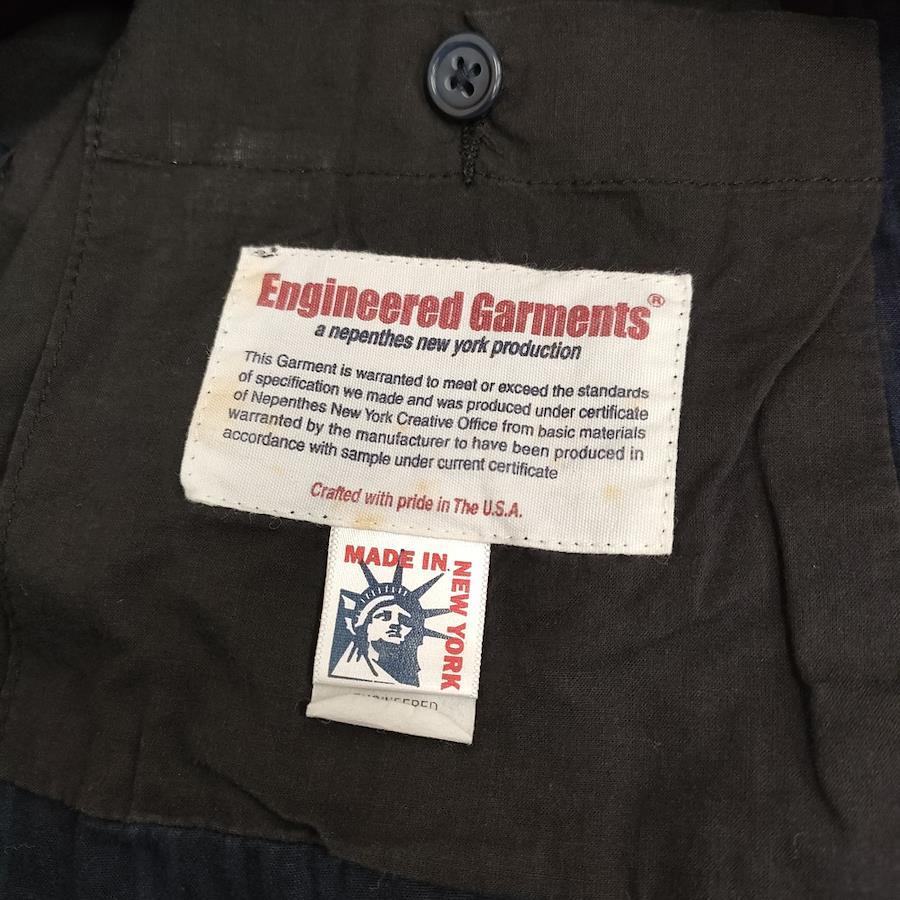 Engineered Garments®
a nepenthes new york production
This Garment is warranted to meet or exceed the standards
of specification we made and was produced under certificate
of Nepenthes New York Creative Office from basic materials
warranted by the manufacturer to have been produced in
accordance with sample under current certificate
Crafted with pride in The U.S.A.
MADE IN
NEW YORK
ENGINEERED